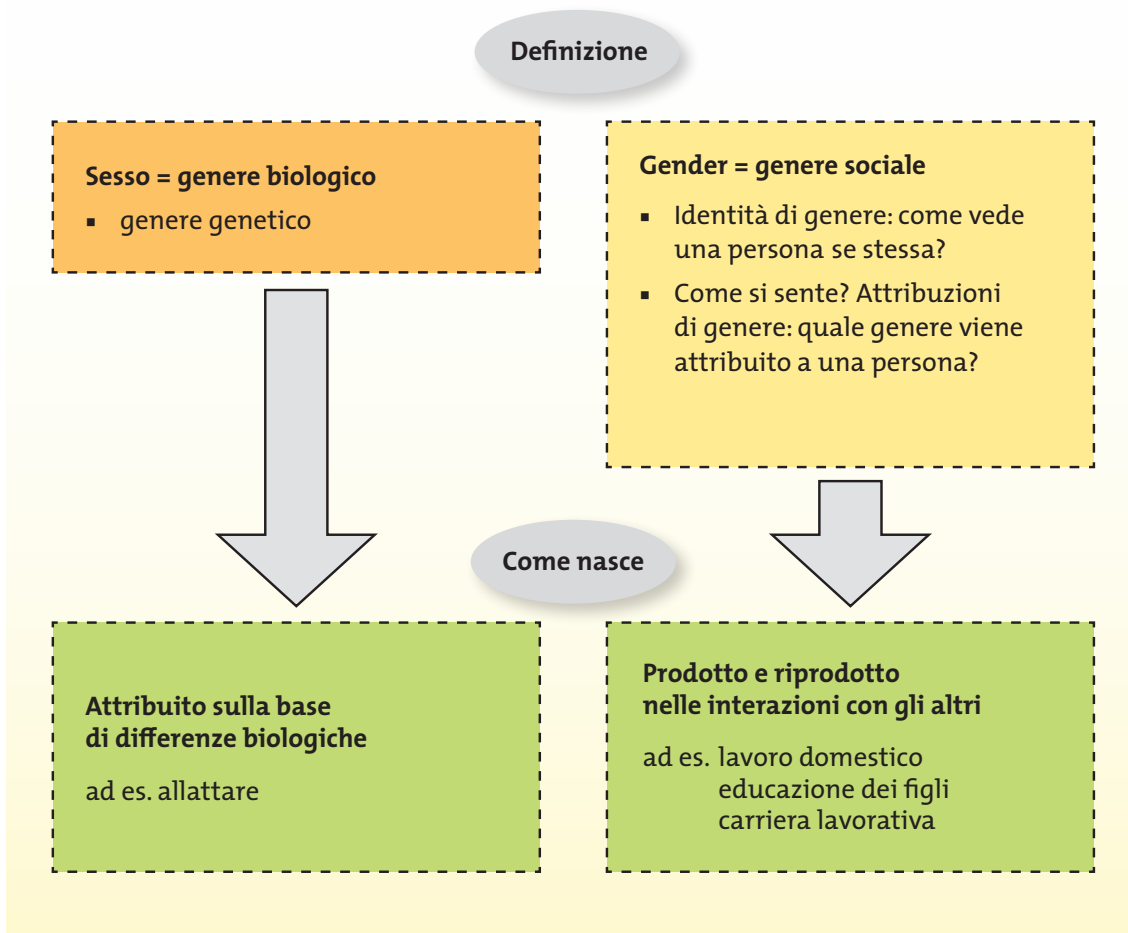 Definizione
Sesso = genere biologico
▪ genere genetico
Gender = genere sociale
▪ Identità di genere: come vede
una persona se stessa?
▪ Come si sente? Attribuzioni
di genere: quale genere viene
attribuito a una persona?
Come nasce
Attribuito sulla base
di differenze biologiche
ad es. allattare
Prodotto e riprodotto
nelle interazioni con gli altri
ad es. lavoro domestico
educazione dei figli
carriera lavorativa